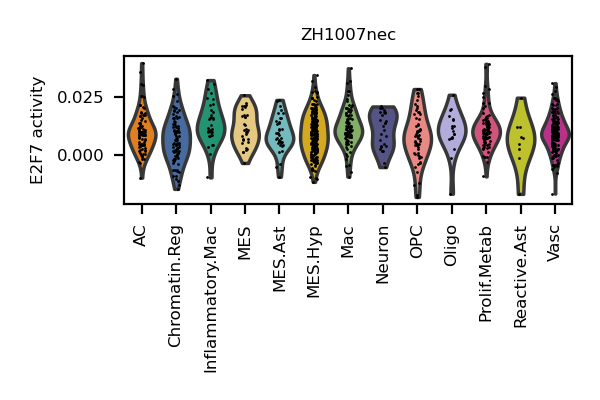 ZH1007nec
E2F7 activity
0.025
0.000
AC
Chromatin.Reg
Inflammatory.Mac
MES
MES.Ast
MES.Hyp
Mac
Neuron
OPC
Oligo
Prolif.Metab
Reactive.Ast
Vasc